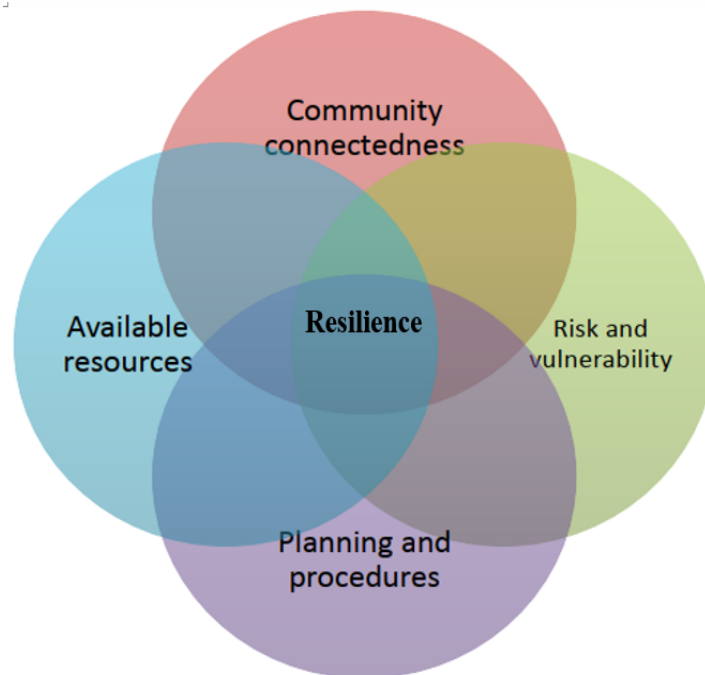 Community
connectedness
Resilience
Available
resources
Risk and
vulnerability
Planning and
procedures